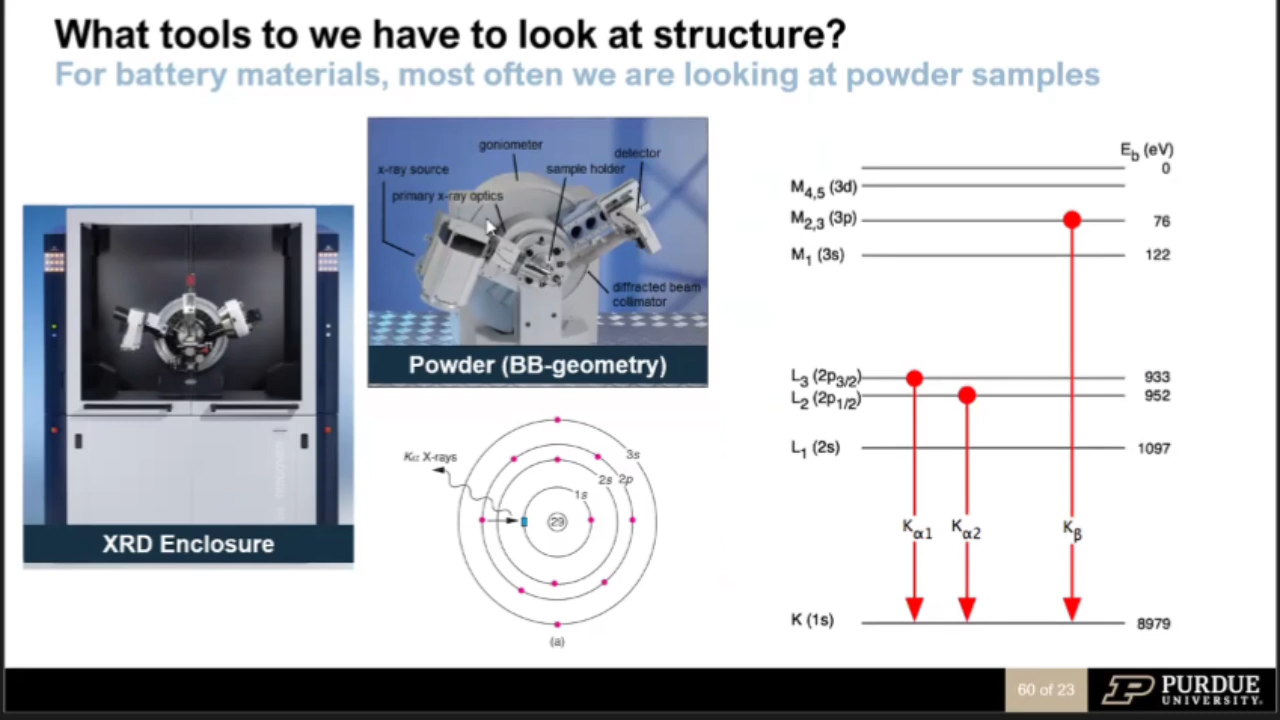 What tools to we have to look at structure?
For battery materials, most often we are looking at powder samples
XRD Enclosure
goniometer
x-ray source
sample holder
detector
primary x-ray optics
diffracted beam
collimator
Powder (BB-geometry)
Kα X-rays
3s
2s 2p
1s
29
(a)
Eb (eV)
0
M4,5 (3d)
M2,3 (3p) 76
M1 (3s) 122
L3 (2p3/2) 933
L2 (2p1/2) 952
L1 (2s) 1097
Kα1 Kα2 Kβ
K (1s) 8979
60 of 23
PURDUE
UNIVERSITY